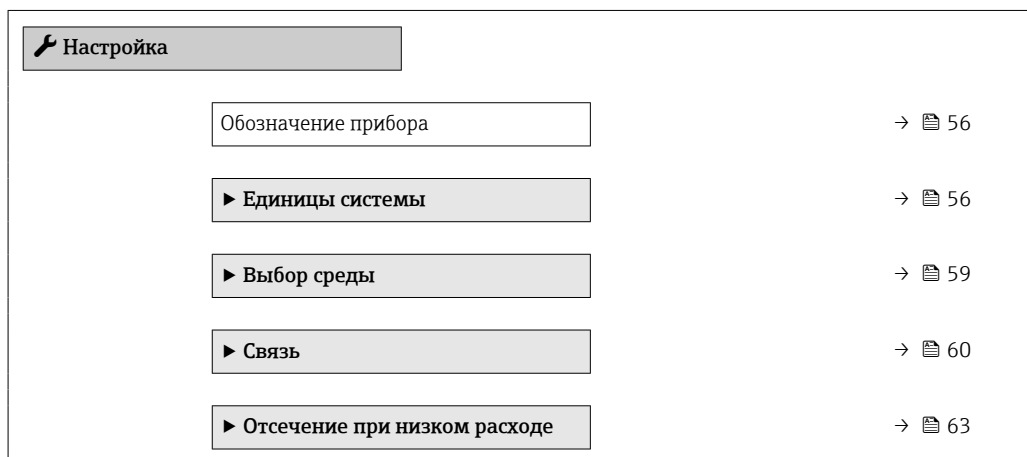 Настройка
Обозначение прибора → 56
▶ Единицы системы → 56
▶ Выбор среды → 59
▶ Связь → 60
▶ Отсечение при низком расходе → 63